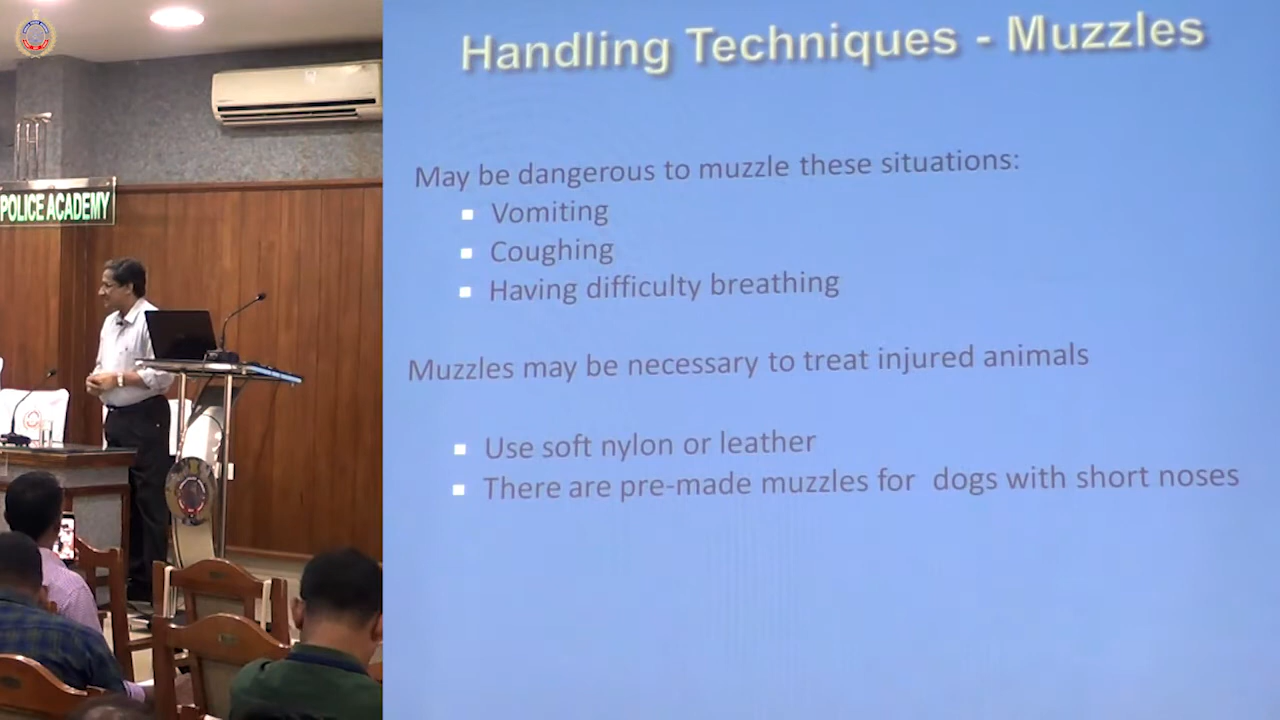 POLICE ACADEMY
Handling Techniques - Muzzles
May be dangerous to muzzle these situations:
Vomiting
Coughing
Having difficulty breathing
Muzzles may be necessary to treat injured animals
Use soft nylon or leather
There are pre-made muzzles for dogs with short noses